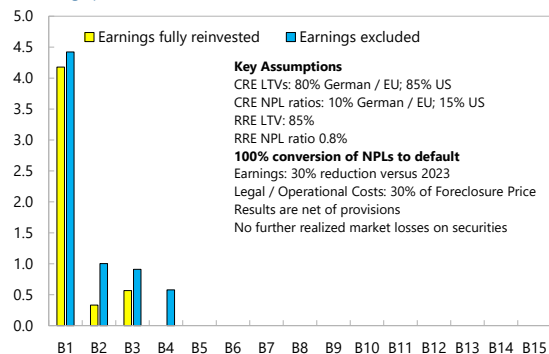 5.0
Earnings fully reinvested Earnings excluded
4.5
Key Assumptions
4.0
CRE LTVs: 80% German / EU; 85% US
CRE NPL ratios: 10% German / EU; 15% US
3.5
RRE LTV: 85%
RRE NPL ratio 0.8%
3.0
100% conversion of NPLs to default
2.5
Earnings: 30% reduction versus 2023
Legal / Operational Costs: 30% of Foreclosure Price
2.0
Results are net of provisions
No further realized market losses on securities
1.5
1.0
0.5
0.0
B1 B2 B3 B4 B5 B6 B7 B8 B9 B10 B11 B12 B13 B14 B15